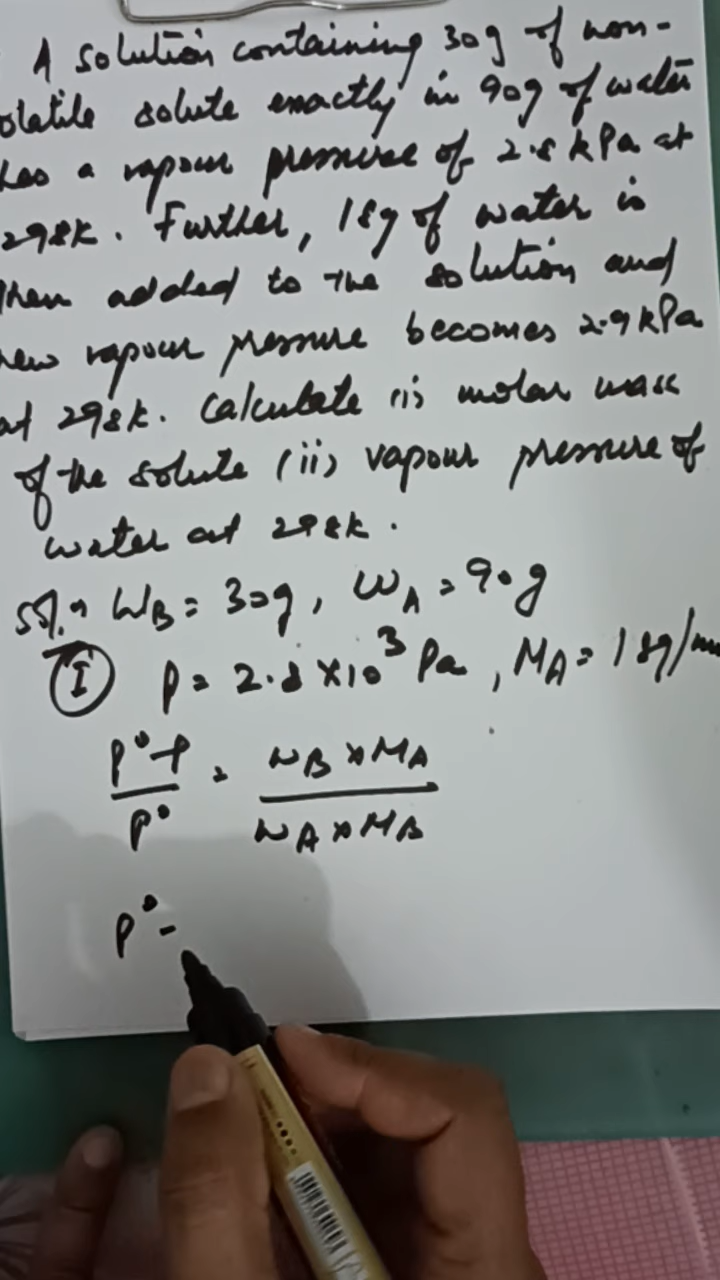 A solution containing 30g of non-
olatile solute exactly in 90g of water
has a vapour pressure of 2.8 kPa at
298K. Further, 18g of water is
then added to the solution and
new vapour pressure becomes 2.9 kPa
at 298K. Calculate (i) molar mass
of the solute (ii) vapour pressure of
water at 298K.
WB = 30g, WA = 90g
(I) P = 2.8 × 10³ Pa, MA = 18g/m
P° - P / P° = WB × MA / WA × MB
P° -